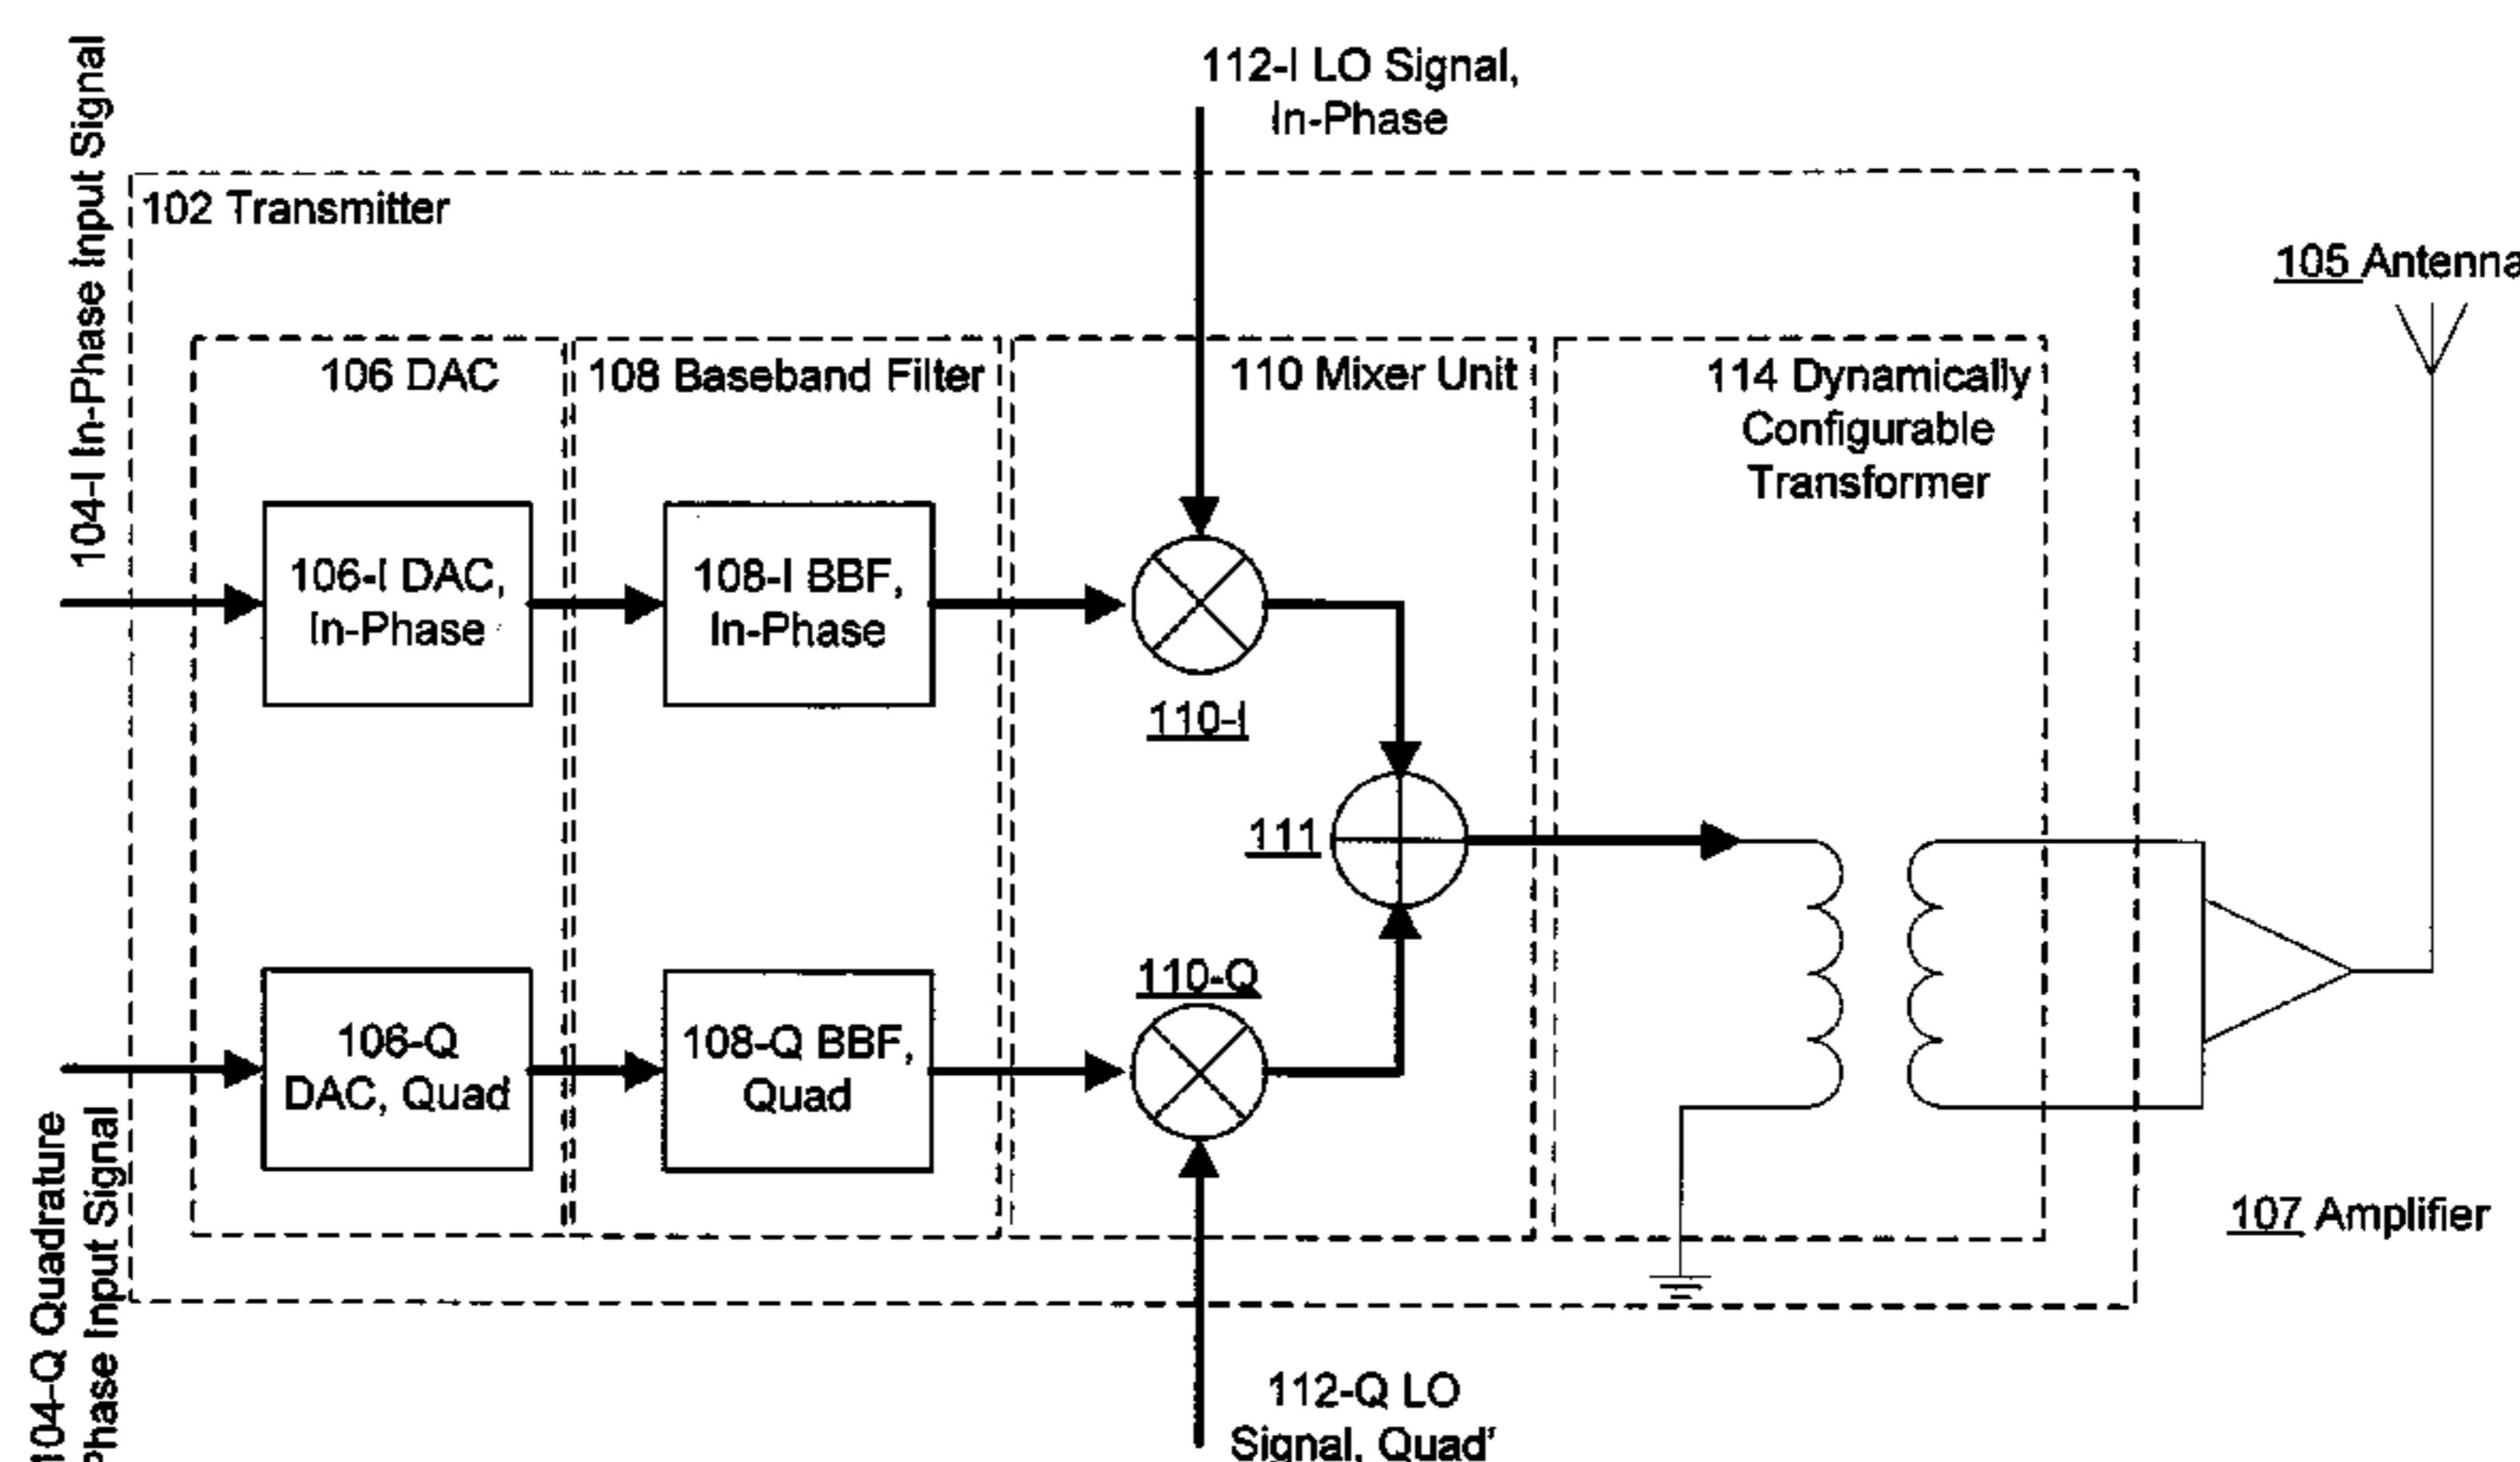 104-I In-Phase Input Signal
112-I LO Signal,
In-Phase
102 Transmitter
105 Antenna
106 DAC
108 Baseband Filter
110 Mixer Unit
114 Dynamically
Configurable
Transformer
106-I DAC,
In-Phase
108-I BBF,
In-Phase
110-I
111
110-Q
106-Q
DAC, Quad
108-Q BBF,
Quad
104-Q Quadrature
Phase Input Signal
107 Amplifier
112-Q LO
Signal, Quad'